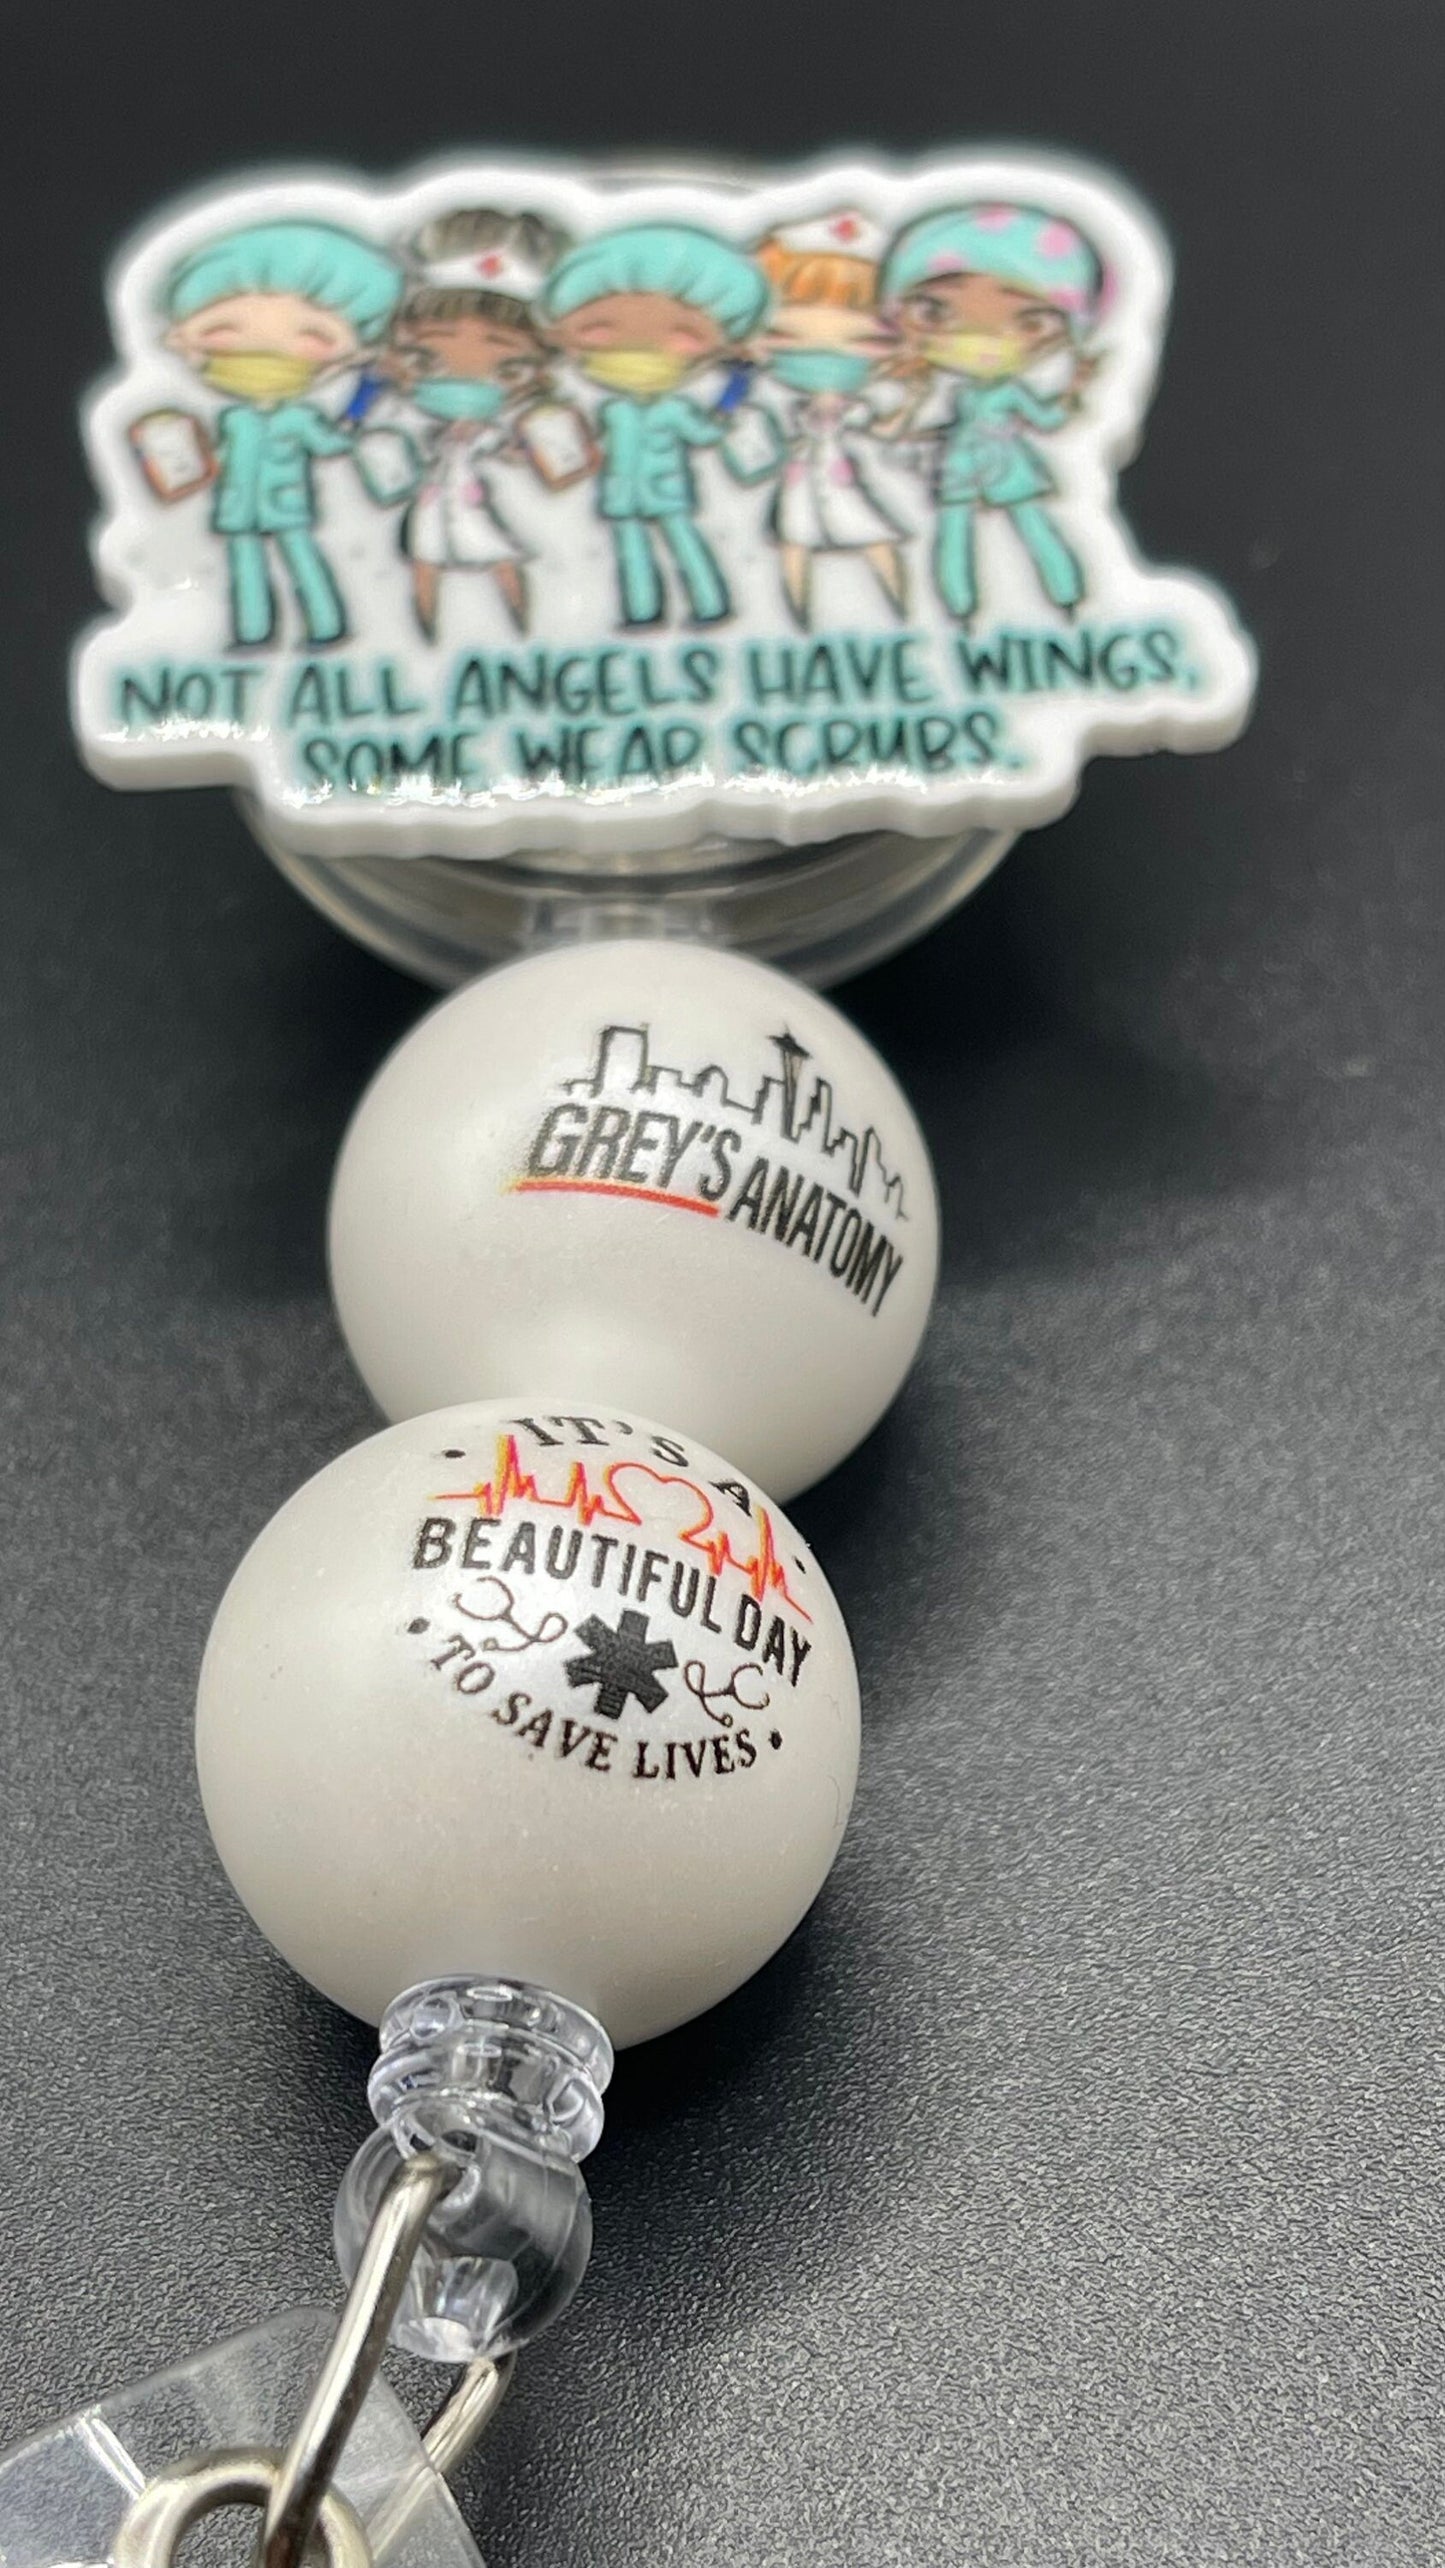 NOT ALL ANGELS HAVE WINGS,
SOME WEAR SCRUBS.
GREY'S ANATOMY
IT'S A
BEAUTIFUL DAY
TO SAVE LIVES